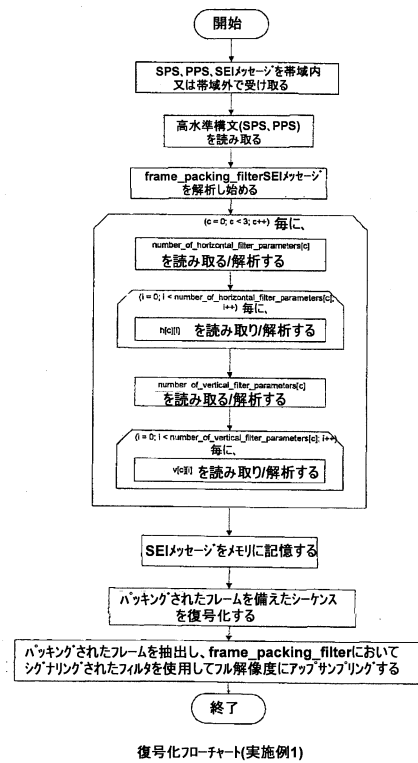 開始
SPS、PPS、SEIメッセージを帯域内
又は帯域外で受け取る
高水準構文(SPS、PPS)
を読み取る
frame_packing_filterSEIメッセージ
を解析し始める
(c = 0; c < 3; c++) 毎に、
number_of_horizontal_filter_parameters[c]
を読み取る/解析する
(i = 0; i < number_of_horizontal_filter_parameters[c];
i++) 毎に、
h[c][i] を読み取り/解析する
number_of_vertical_filter_parameters[c]
を読み取る/解析する
(i = 0; i < number_of_vertical_filter_parameters[c]; i++)
毎に、
v[c][i] を読み取り/解析する
SEIメッセージをメモリに記憶する
パッキングされたフレームを備えたシーケンス
を復号化する
パッキングされたフレームを抽出し、frame_packing_filterにおいて
シグナリングされたフィルタを使用してフル解像度にアップサンプリングする
終了
復号化フローチャート(実施例1)